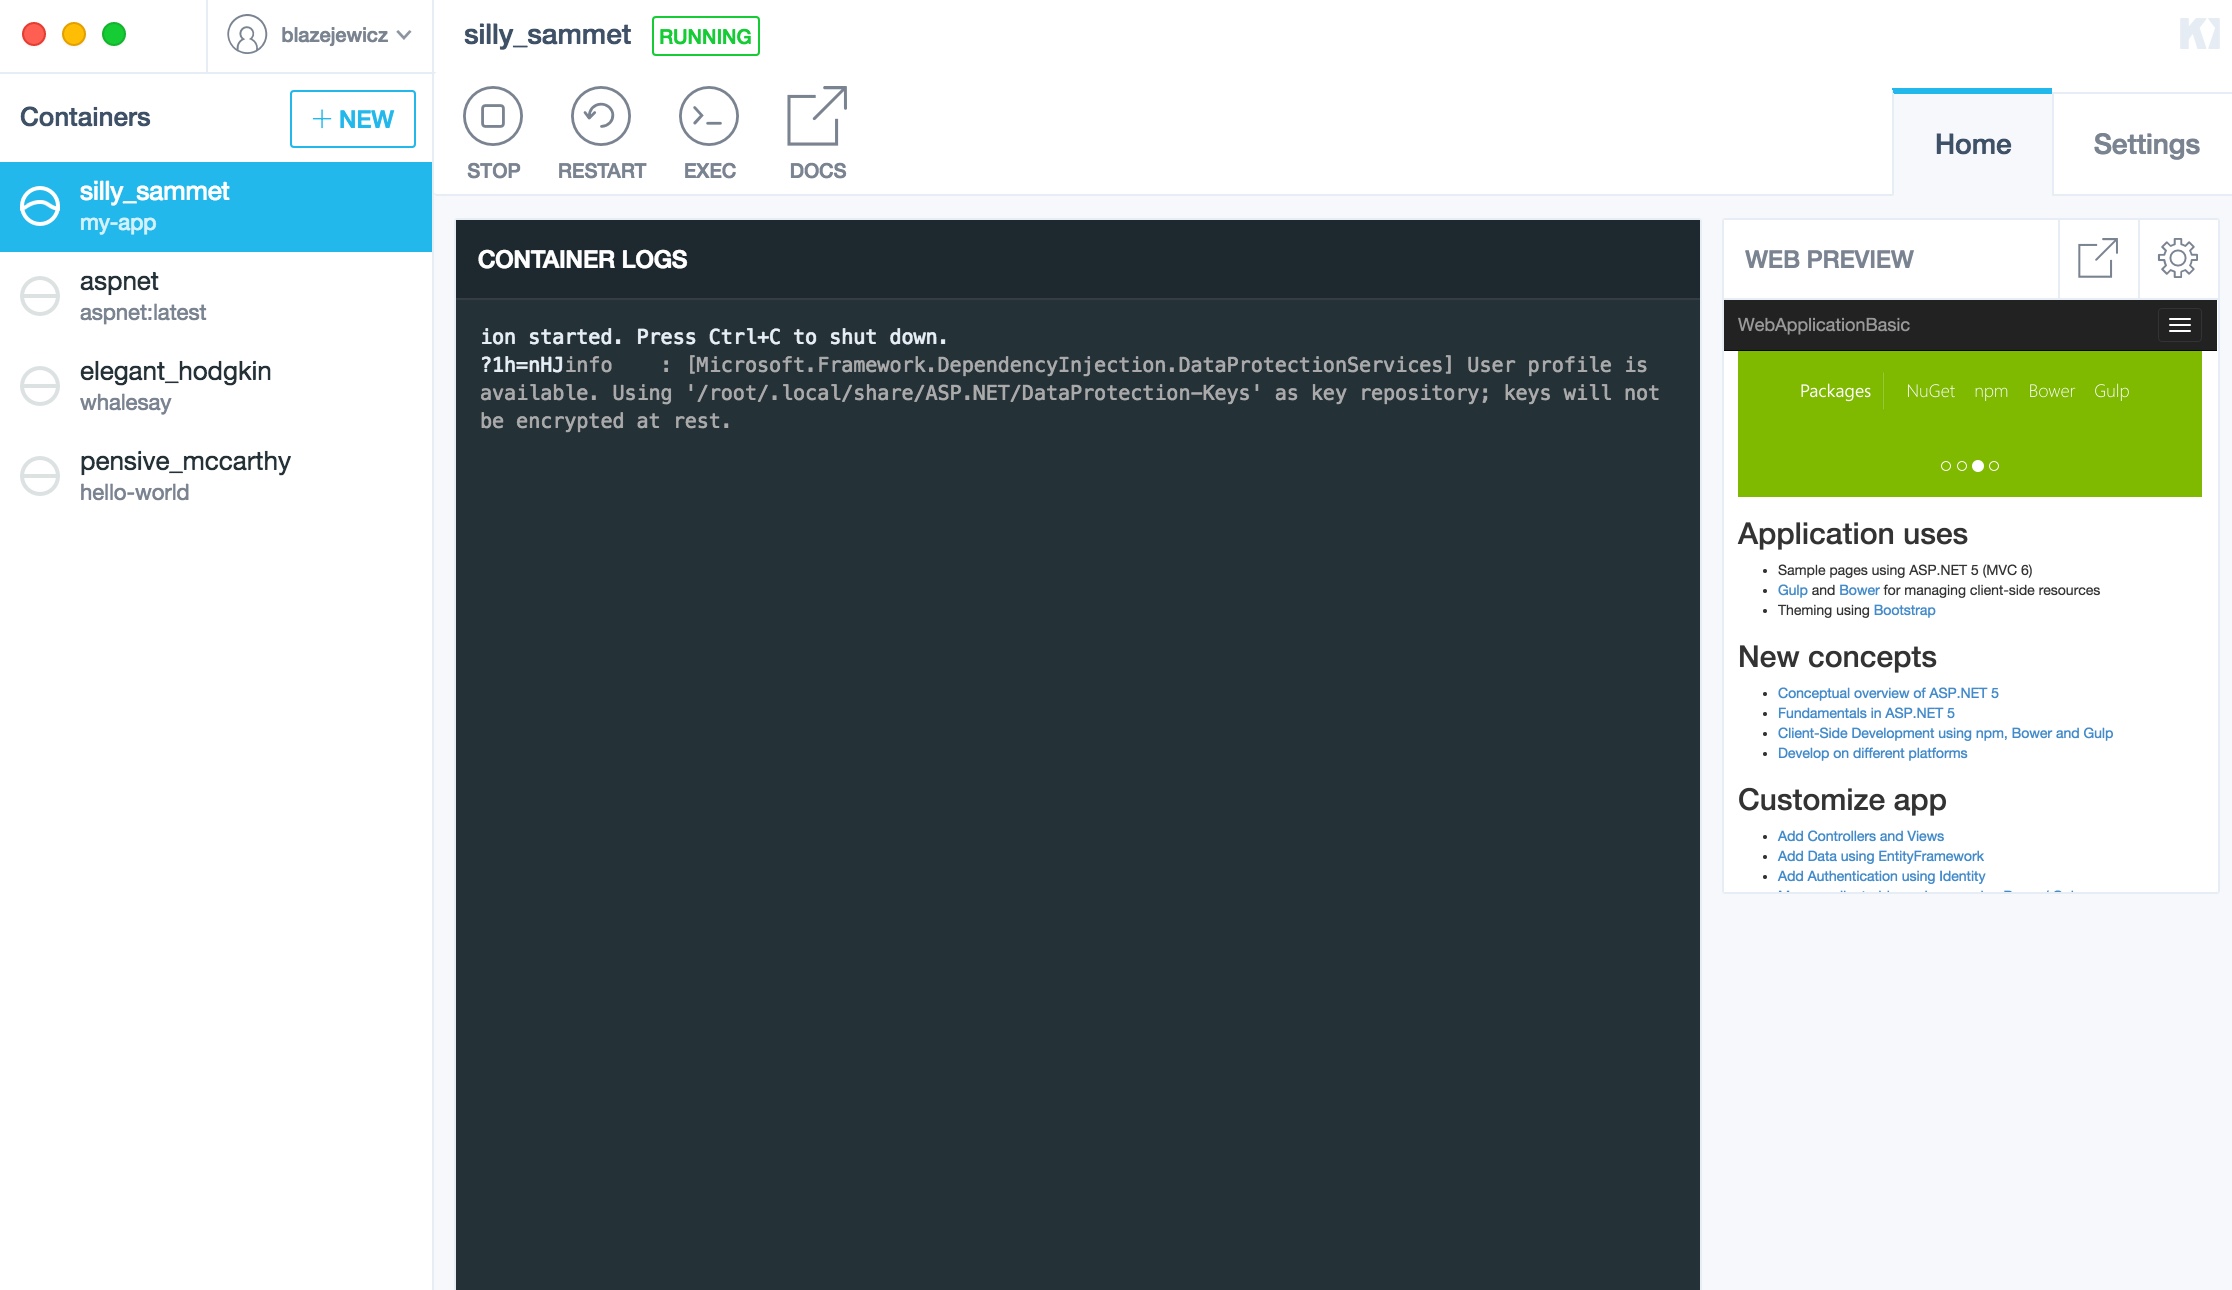 blazejewicz
Containers
+ NEW
silly_sammet
my-app
aspnet
aspnet:latest
elegant_hodgkin
whalesay
pensive_mccarthy
hello-world
silly_sammet RUNNING
STOP RESTART EXEC DOCS
Home Settings
CONTAINER LOGS
ion started. Press Ctrl+C to shut down.
?1h=nHJinfo    : [Microsoft.Framework.DependencyInjection.DataProtectionServices] User profile is
available. Using '/root/.local/share/ASP.NET/DataProtection-Keys' as key repository; keys will not
be encrypted at rest.
WEB PREVIEW
WebApplicationBasic
Packages NuGet npm Bower Gulp
Application uses
Sample pages using ASP.NET 5 (MVC 6)
Gulp and Bower for managing client-side resources
Theming using Bootstrap
New concepts
Conceptual overview of ASP.NET 5
Fundamentals in ASP.NET 5
Client-Side Development using npm, Bower and Gulp
Develop on different platforms
Customize app
Add Controllers and Views
Add Data using EntityFramework
Add Authentication using Identity